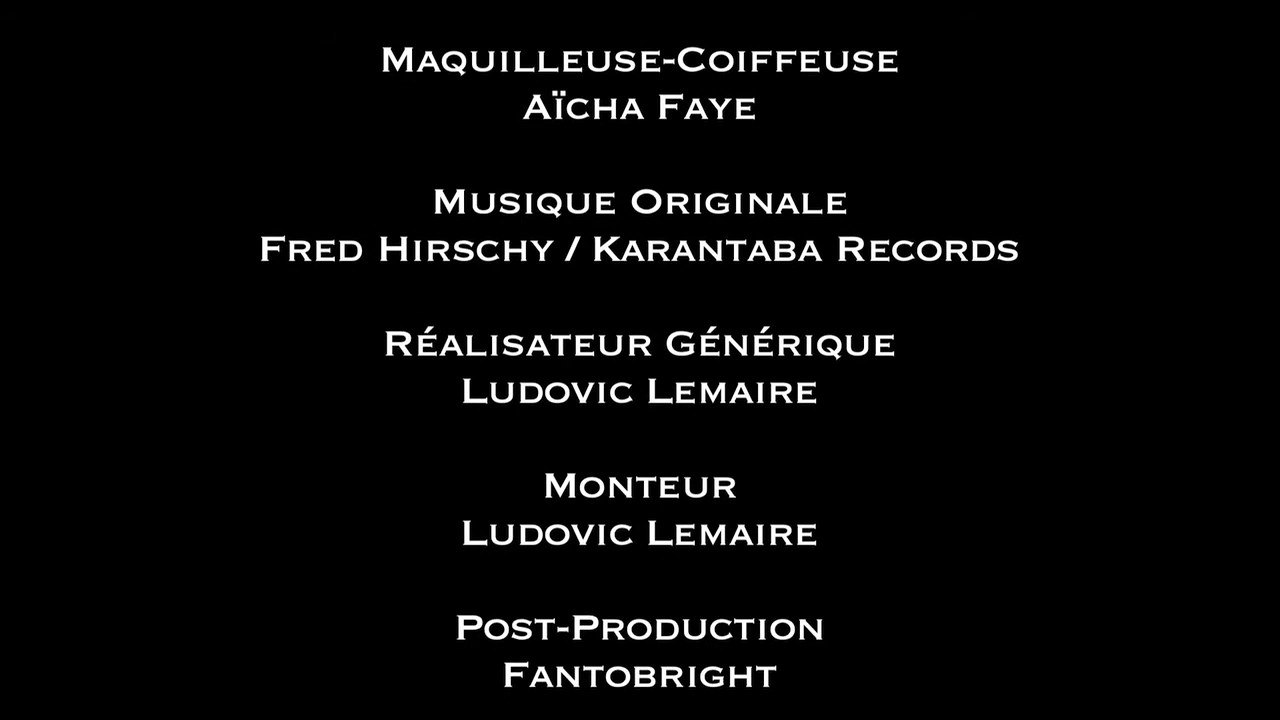 Maquilleuse-Coiffeuse
Aïcha Faye
Musique Originale
Fred Hirschy / Karantaba Records
Réalisateur Générique
Ludovic Lemaire
Monteur
Ludovic Lemaire
Post-Production
Fantobright